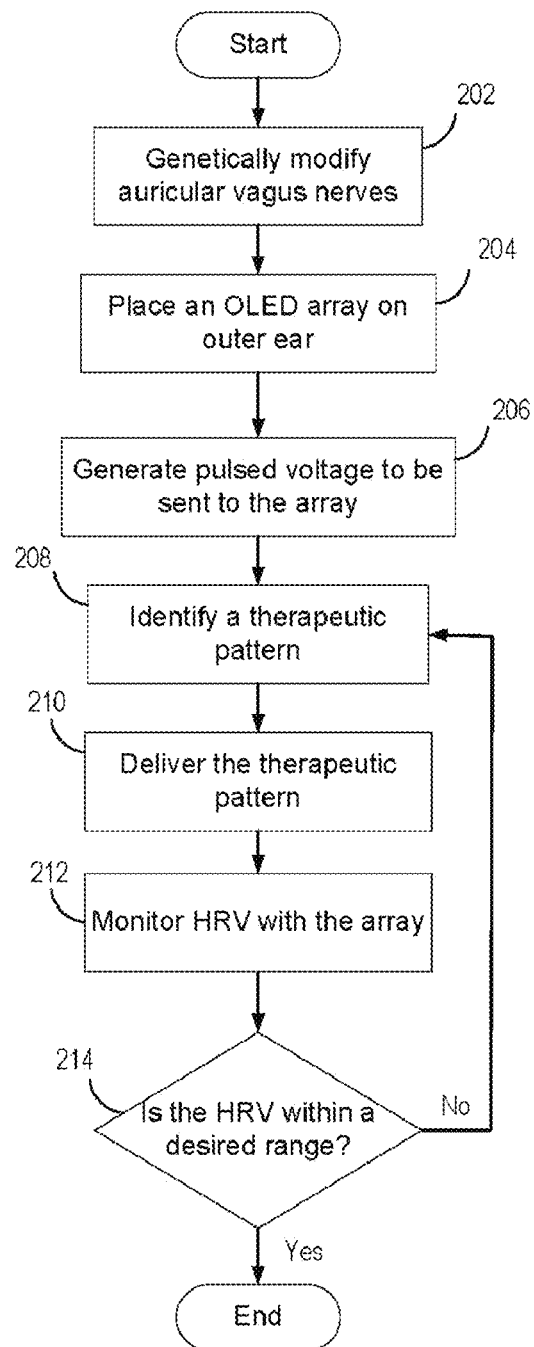 Start
202
Genetically modify
auricular vagus nerves
204
Place an OLED array on
outer ear
206
Generate pulsed voltage to be
sent to the array
208
Identify a therapeutic
pattern
210
Deliver the therapeutic
pattern
212
Monitor HRV with the array
214
Is the HRV within a
desired range?
No
Yes
End